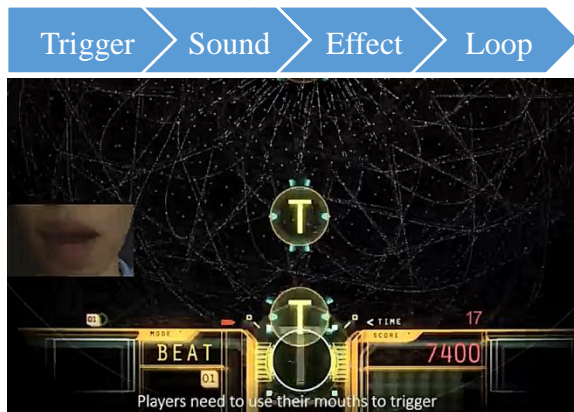 Trigger Sound Effect Loop
T
T
01 < TIME 17
MODE SCORE
BEAT 7400
01
Players need to use their mouths to trigger